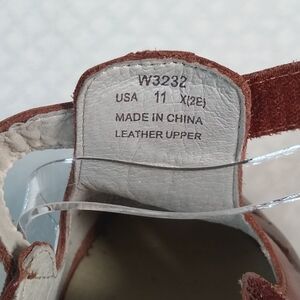 W3232
USA 11 X(2E)
MADE IN CHINA
LEATHER UPPER